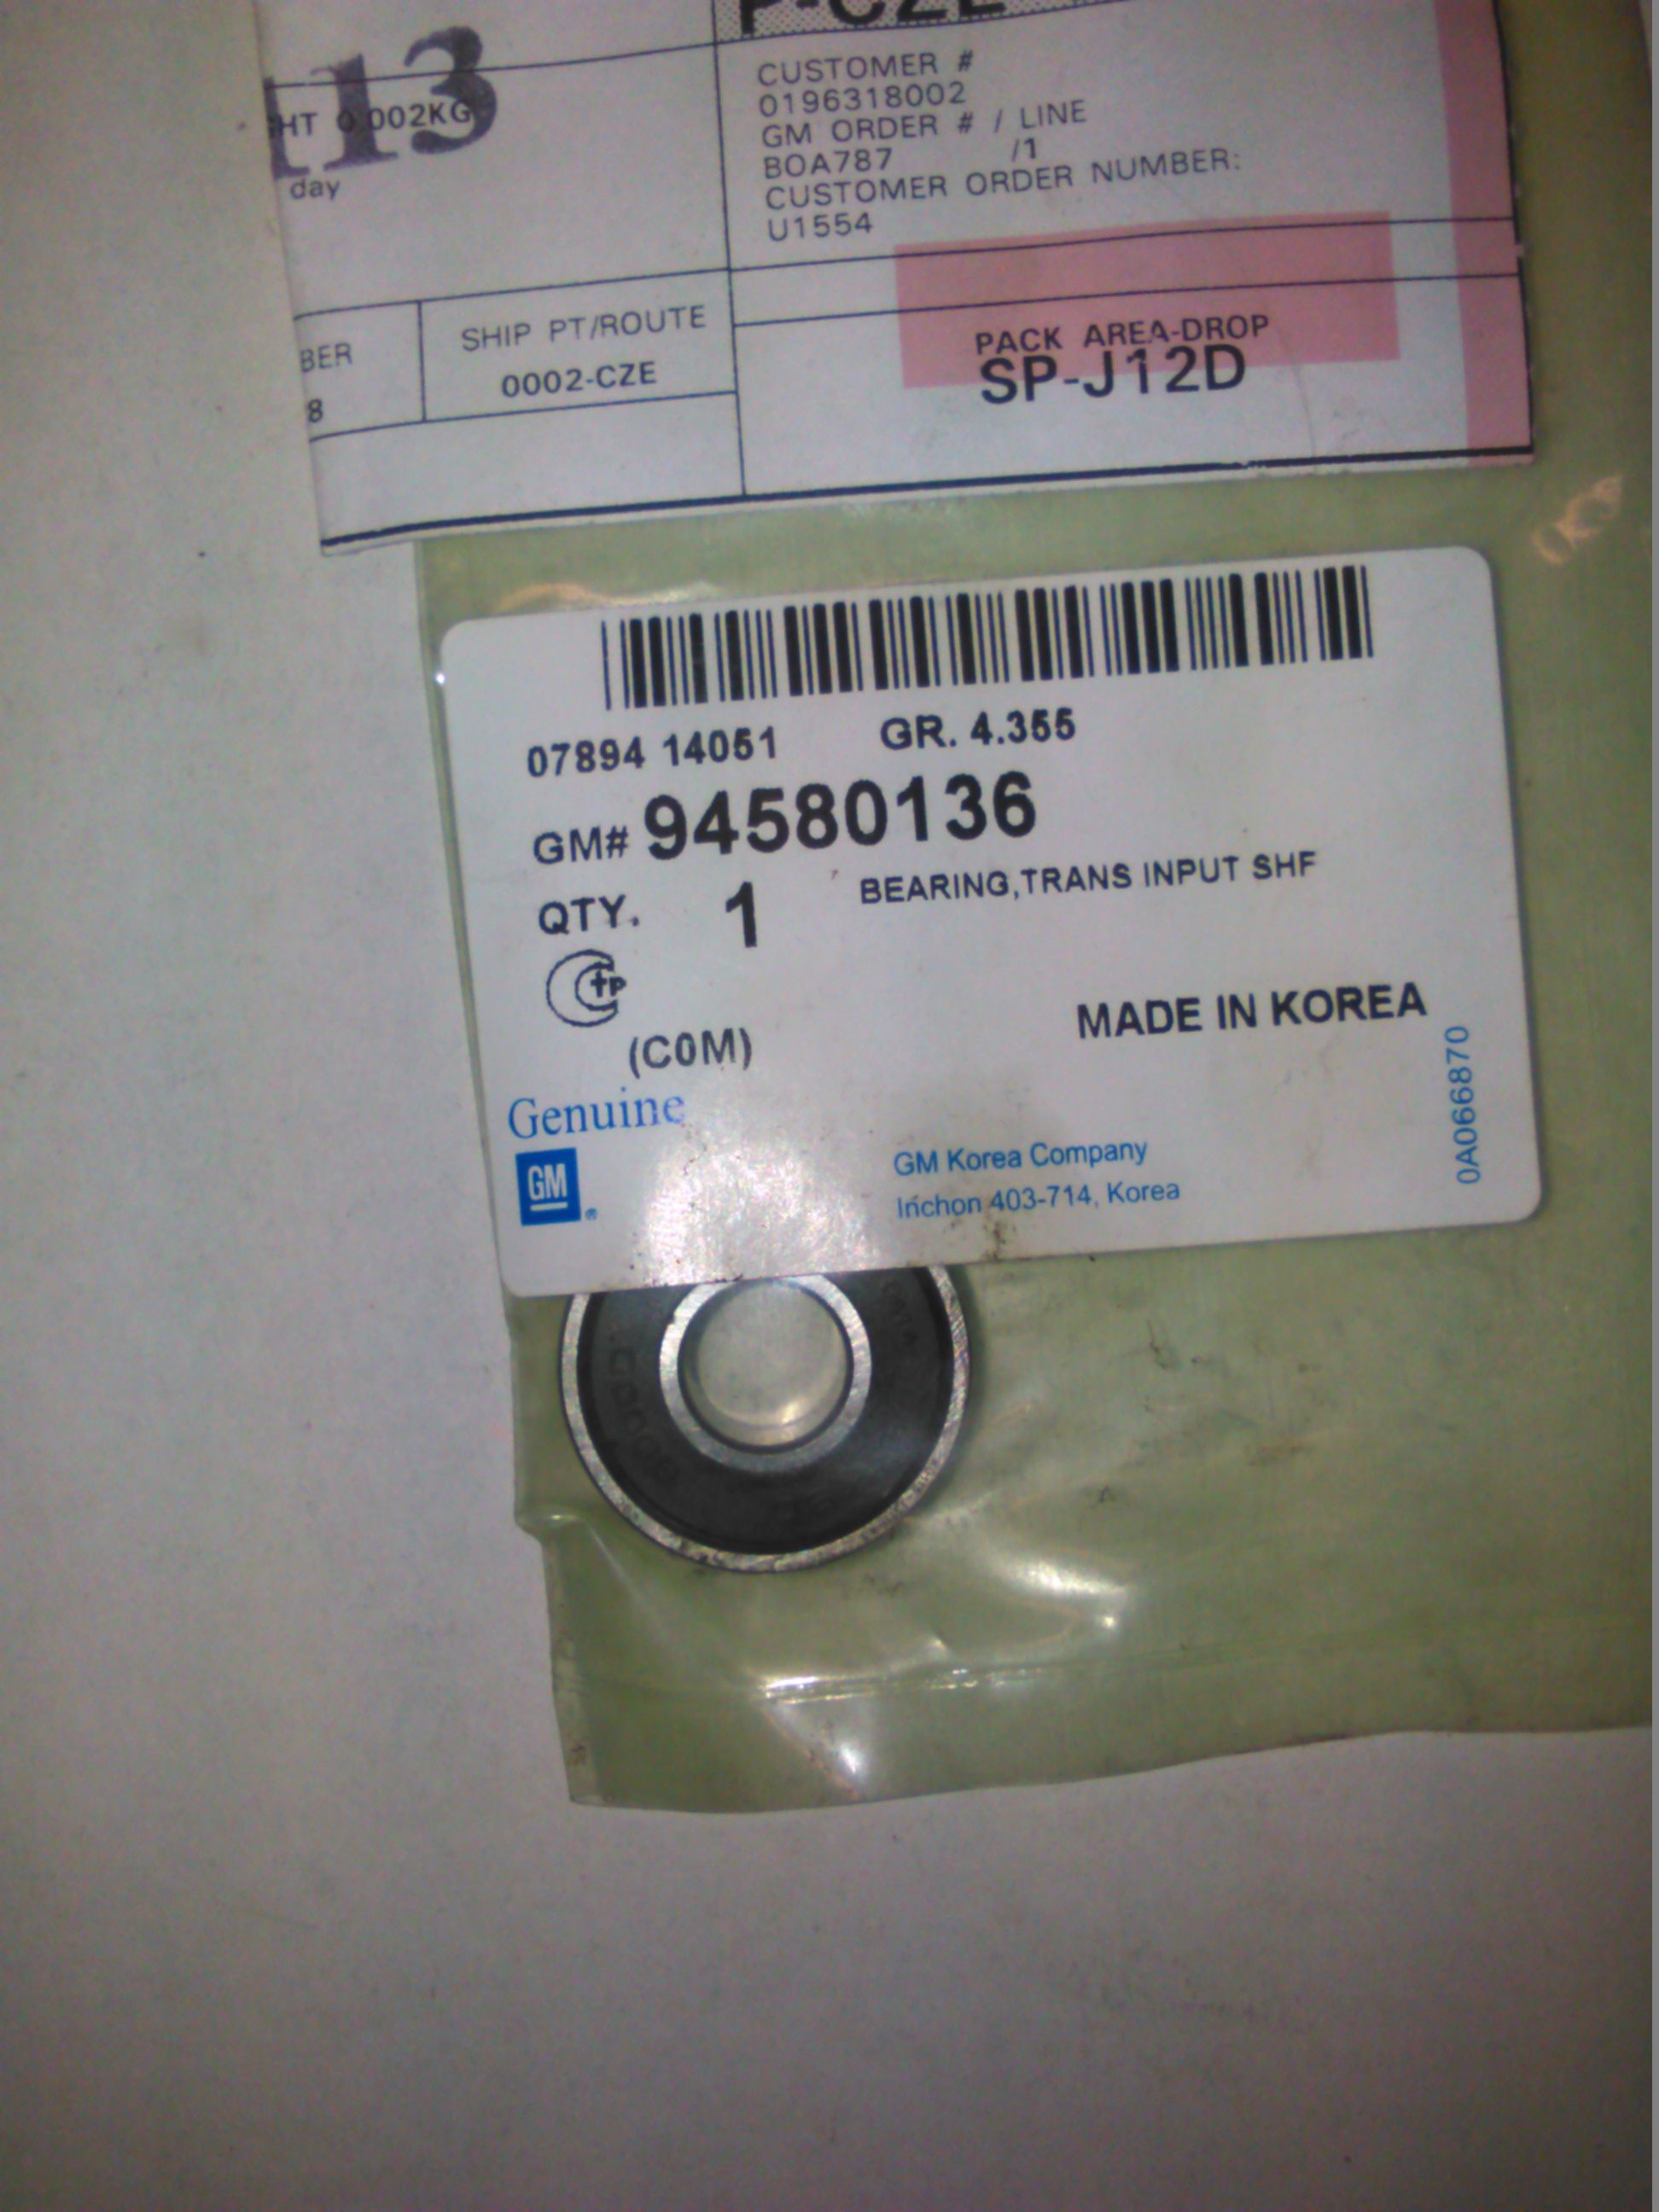 113
0.002KG
day
CUSTOMER #
0196318002
GM ORDER # / LINE
BOA787 /1
CUSTOMER ORDER NUMBER:
U1554
8
SHIP PT/ROUTE
0002-CZE
PACK AREA-DROP
SP-J12D
07894 14051 GR. 4.355
GM# 94580136
QTY. 1 BEARING,TRANS INPUT SHF
(C0M)
MADE IN KOREA
Genuine
GM
®
GM Korea Company
Inchon 403-714, Korea
0A066870